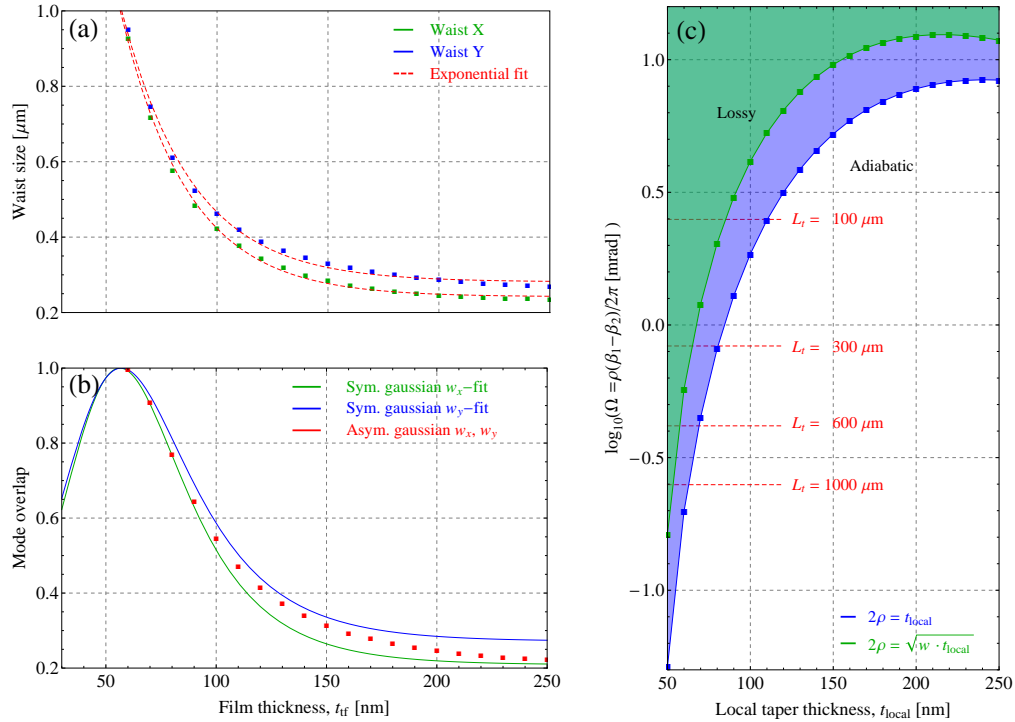 (a)
Waist X
Waist Y
Exponential fit
Waist size [μm]
1.0
0.8
0.6
0.4
0.2
(b)
Sym. gaussian w_x−fit
Sym. gaussian w_y−fit
Asym. gaussian w_x, w_y
Mode overlap
1.0
0.8
0.6
0.4
0.2
50 100 150 200 250
Film thickness, t_tf [nm]
(c)
Lossy
Adiabatic
L_t = 100 μm
L_t = 300 μm
L_t = 600 μm
L_t = 1000 μm
2ρ = t_local
2ρ = √(w · t_local)
log₁₀(Ω = ρ(β₁−β₂)/2π [mrad])
1.0
0.5
0.0
−0.5
−1.0
50 100 150 200 250
Local taper thickness, t_local [nm]